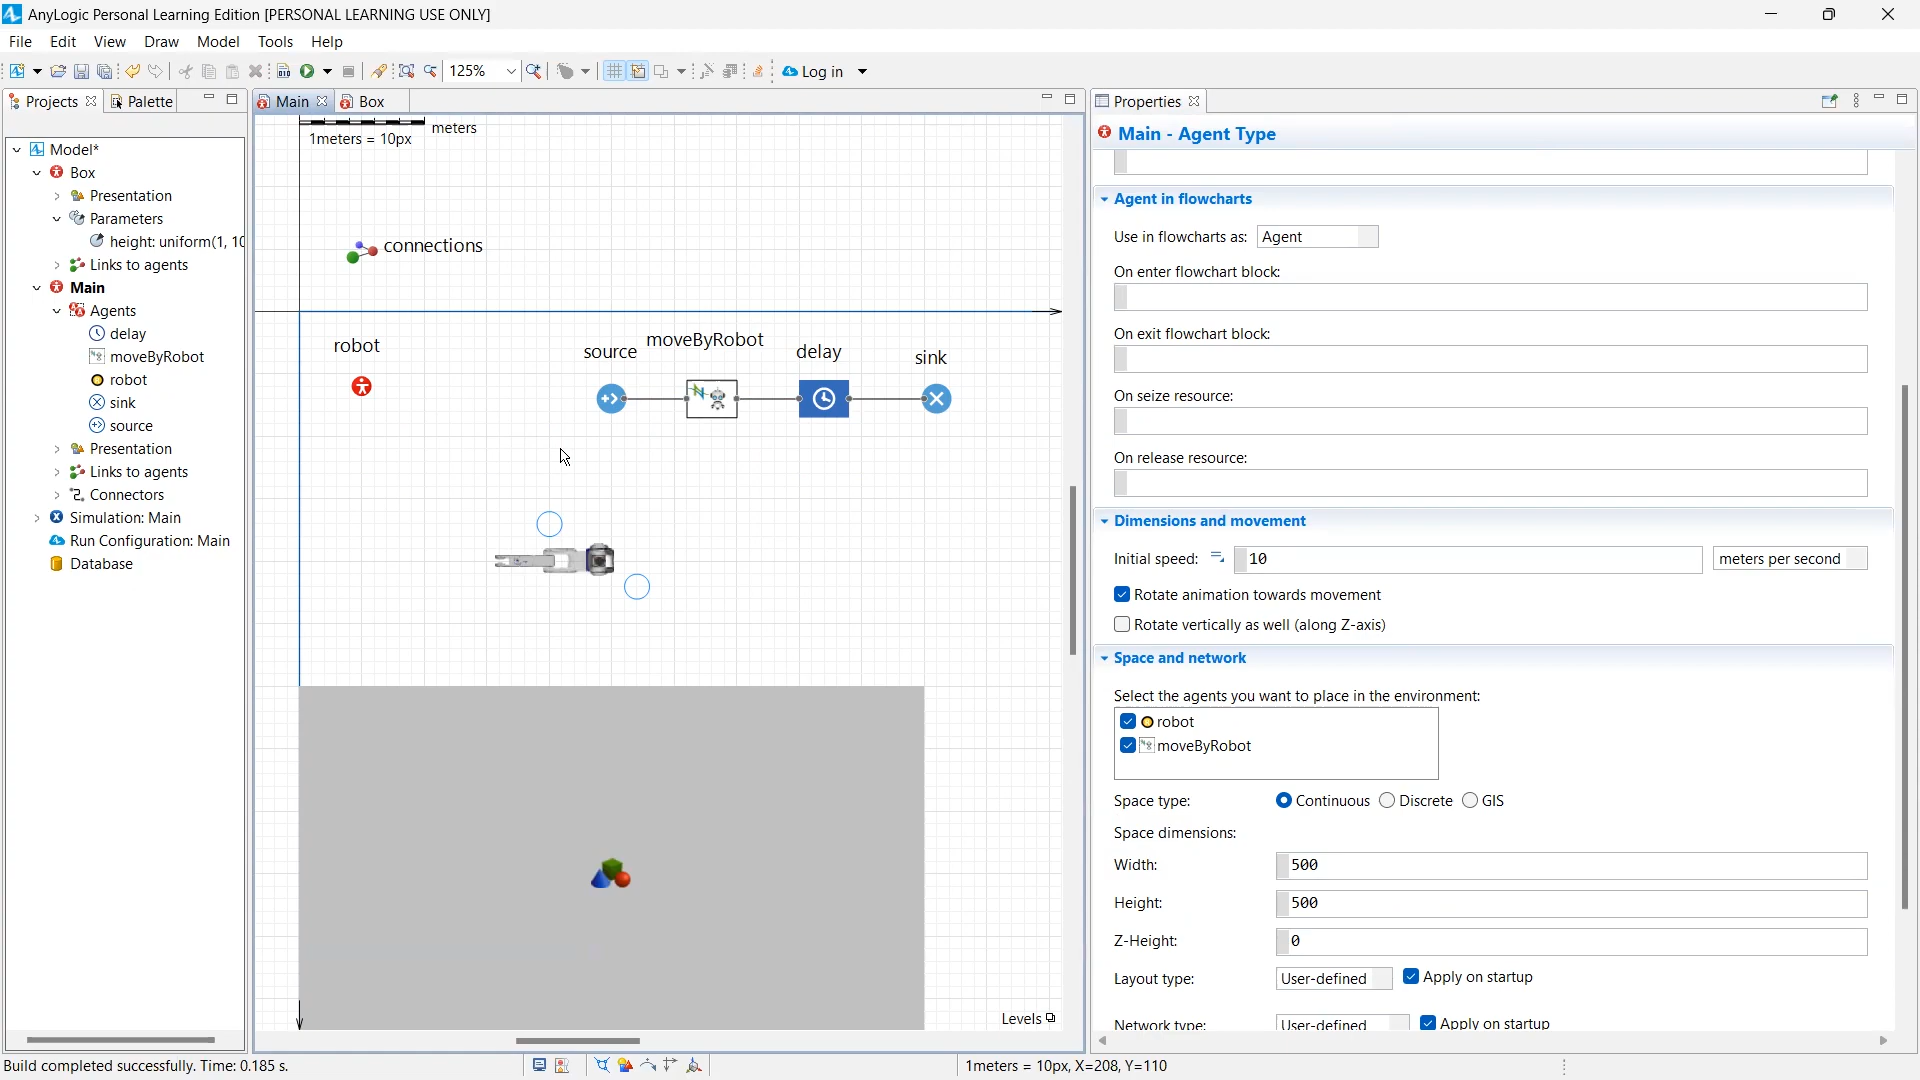 AnyLogic Personal Learning Edition [PERSONAL LEARNING USE ONLY]
File Edit View Draw Model Tools Help
125% Log in
Projects Palette
Main Box
Properties
Model*
Box
Presentation
Parameters
height: uniform(1, 10
Links to agents
Main
Agents
delay
moveByRobot
robot
sink
source
Presentation
Links to agents
Connectors
Simulation: Main
Run Configuration: Main
Database
meters
1meters = 10px
connections
robot
source
moveByRobot
delay
sink
Levels
Main - Agent Type
Agent in flowcharts
Use in flowcharts as: Agent
On enter flowchart block:
On exit flowchart block:
On seize resource:
On release resource:
Dimensions and movement
Initial speed: 10 meters per second
Rotate animation towards movement
Rotate vertically as well (along Z-axis)
Space and network
Select the agents you want to place in the environment:
robot
moveByRobot
Space type: Continuous Discrete GIS
Space dimensions:
Width: 500
Height: 500
Z-Height: 0
Layout type: User-defined Apply on startup
Network type: User-defined Apply on startup
Build completed successfully. Time: 0.185 s.
1meters = 10px, X=208, Y=110